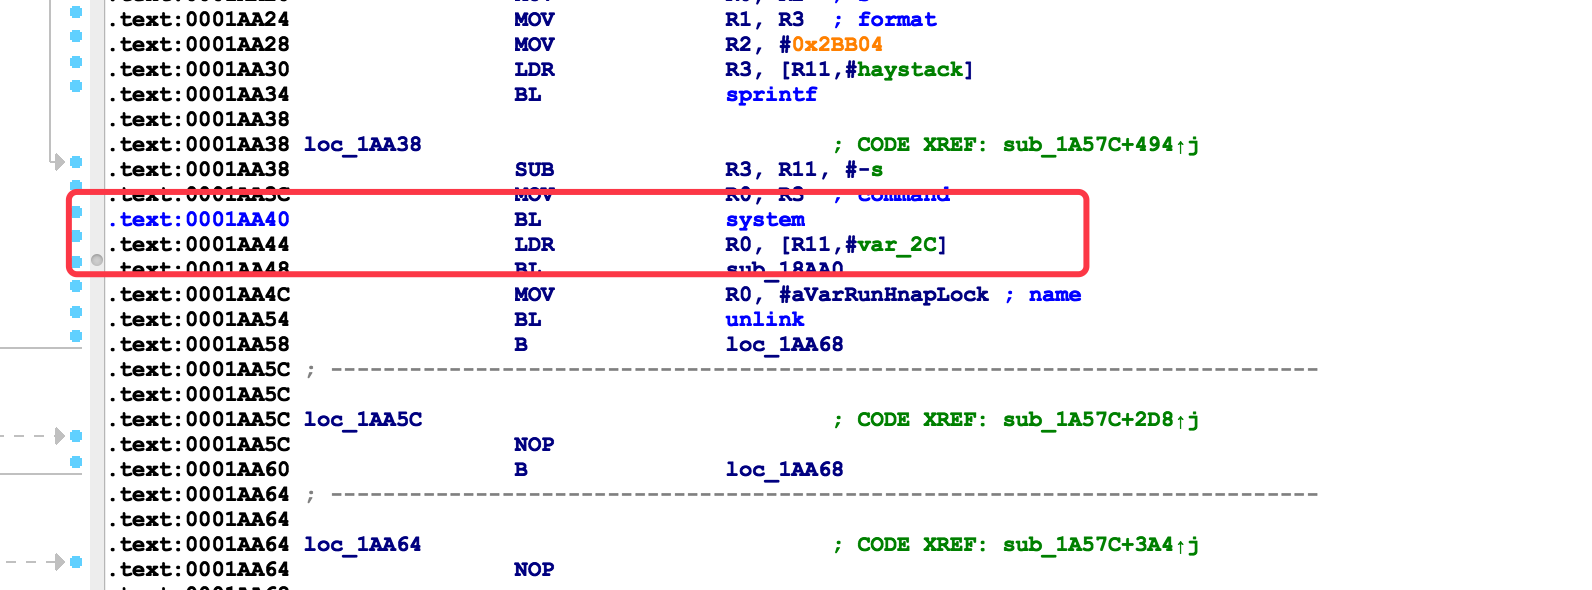 .text:0001AA24 MOV R1, R3 ; format
.text:0001AA28 MOV R2, #0x2BB04
.text:0001AA30 LDR R3, [R11,#haystack]
.text:0001AA34 BL sprintf
.text:0001AA38
.text:0001AA38 loc_1AA38 ; CODE XREF: sub_1A57C+494↑j
.text:0001AA38 SUB R3, R11, #-s
.text:0001AA3C MOV R0, R3 ; command
.text:0001AA40 BL system
.text:0001AA44 LDR R0, [R11,#var_2C]
.text:0001AA48 BL sub_18AA0
.text:0001AA4C MOV R0, #aVarRunHnapLock ; name
.text:0001AA54 BL unlink
.text:0001AA58 B loc_1AA68
.text:0001AA5C ; ---------------------------------------------------------------------------
.text:0001AA5C
.text:0001AA5C loc_1AA5C ; CODE XREF: sub_1A57C+2D8↑j
.text:0001AA5C NOP
.text:0001AA60 B loc_1AA68
.text:0001AA64 ; ---------------------------------------------------------------------------
.text:0001AA64
.text:0001AA64 loc_1AA64 ; CODE XREF: sub_1A57C+3A4↑j
.text:0001AA64 NOP